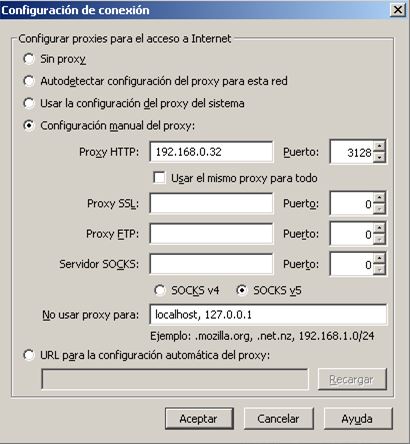 Configuración de conexión
Configurar proxies para el acceso a Internet
Sin proxy
Autodetectar configuración del proxy para esta red
Usar la configuración del proxy del sistema
Configuración manual del proxy:
Proxy HTTP: 192.168.0.32 Puerto: 3128
Usar el mismo proxy para todo
Proxy SSL: Puerto: 0
Proxy FTP: Puerto: 0
Servidor SOCKS: Puerto: 0
SOCKS v4 SOCKS v5
No usar proxy para: localhost, 127.0.0.1
Ejemplo: .mozilla.org, .net.nz, 192.168.1.0/24
URL para la configuración automática del proxy:
Recargar
Aceptar Cancelar Ayuda